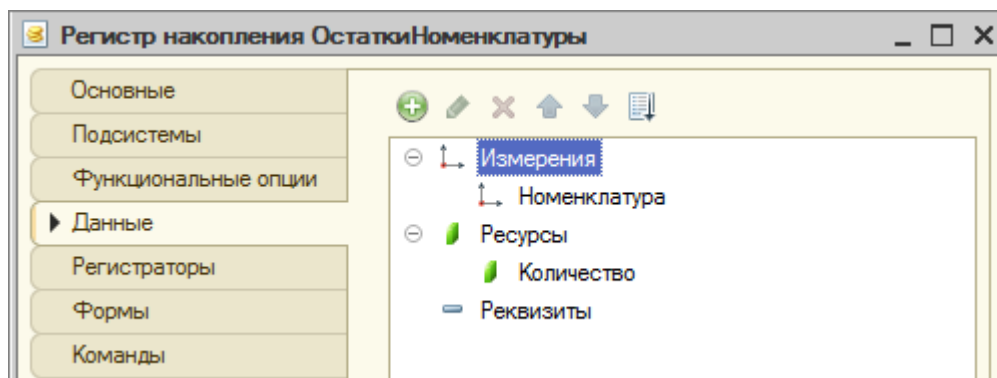 Регистр накопления ОстаткиНоменклатуры
Основные
Подсистемы
Функциональные опции
Данные
Регистраторы
Формы
Команды
Измерения
Номенклатура
Ресурсы
Количество
Реквизиты